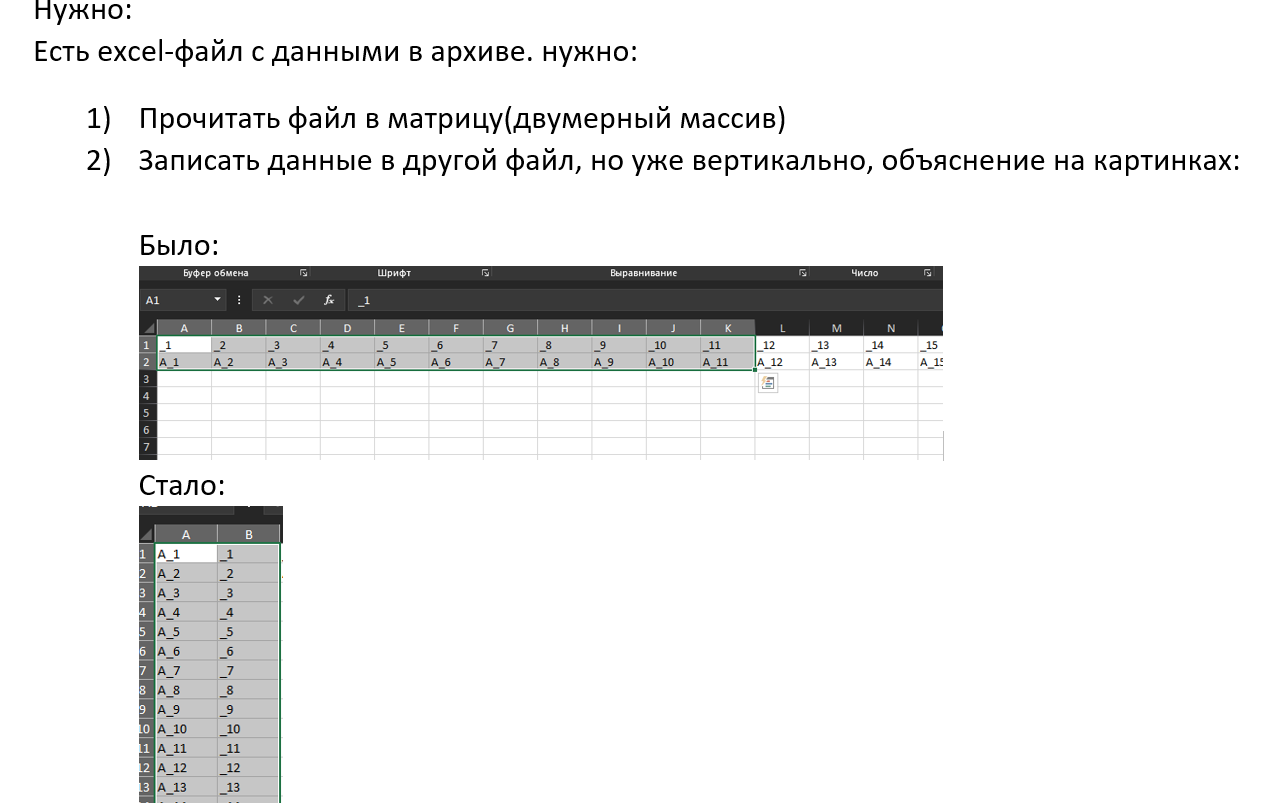 Нужно:
Есть excel-файл с данными в архиве. нужно:
1) Прочитать файл в матрицу(двумерный массив)
2) Записать данные в другой файл, но уже вертикально, объяснение на картинках:
Было:
Буфер обмена Шрифт Выравнивание Число
A1 fx _1
A B C D E F G H I J K L M N
1 _1 _2 _3 _4 _5 _6 _7 _8 _9 _10 _11 _12 _13 _14 _15
2 A_1 A_2 A_3 A_4 A_5 A_6 A_7 A_8 A_9 A_10 A_11 A_12 A_13 A_14 A_15
3
4
5
6
7
Стало:
A B
1 A_1 _1
2 A_2 _2
3 A_3 _3
4 A_4 _4
5 A_5 _5
6 A_6 _6
7 A_7 _7
8 A_8 _8
9 A_9 _9
10 A_10 _10
11 A_11 _11
12 A_12 _12
13 A_13 _13